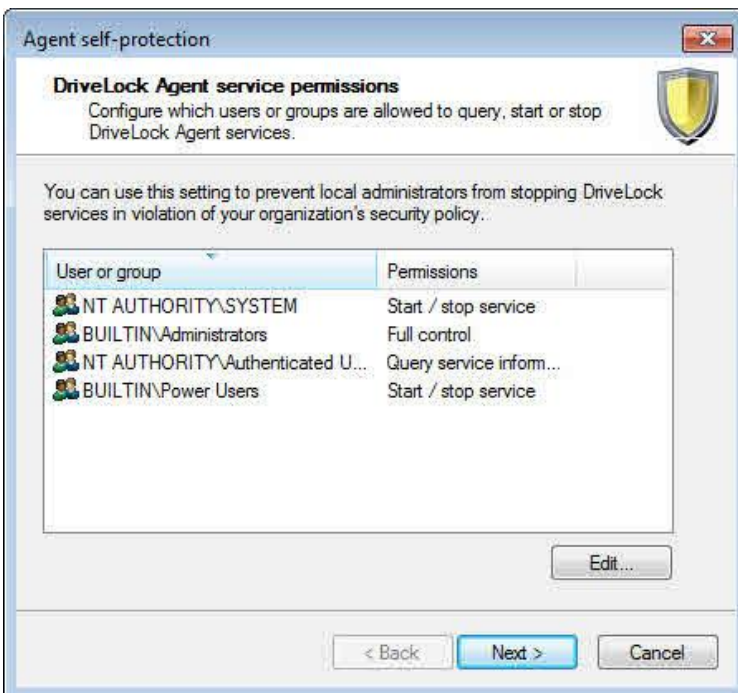 Agent self-protection
DriveLock Agent service permissions
Configure which users or groups are allowed to query, start or stop
DriveLock Agent services.
You can use this setting to prevent local administrators from stopping DriveLock
services in violation of your organization's security policy.
User or group Permissions
NT AUTHORITY\SYSTEM Start / stop service
BUILTIN\Administrators Full control
NT AUTHORITY\Authenticated U... Query service inform...
BUILTIN\Power Users Start / stop service
Edit...
< Back Next > Cancel